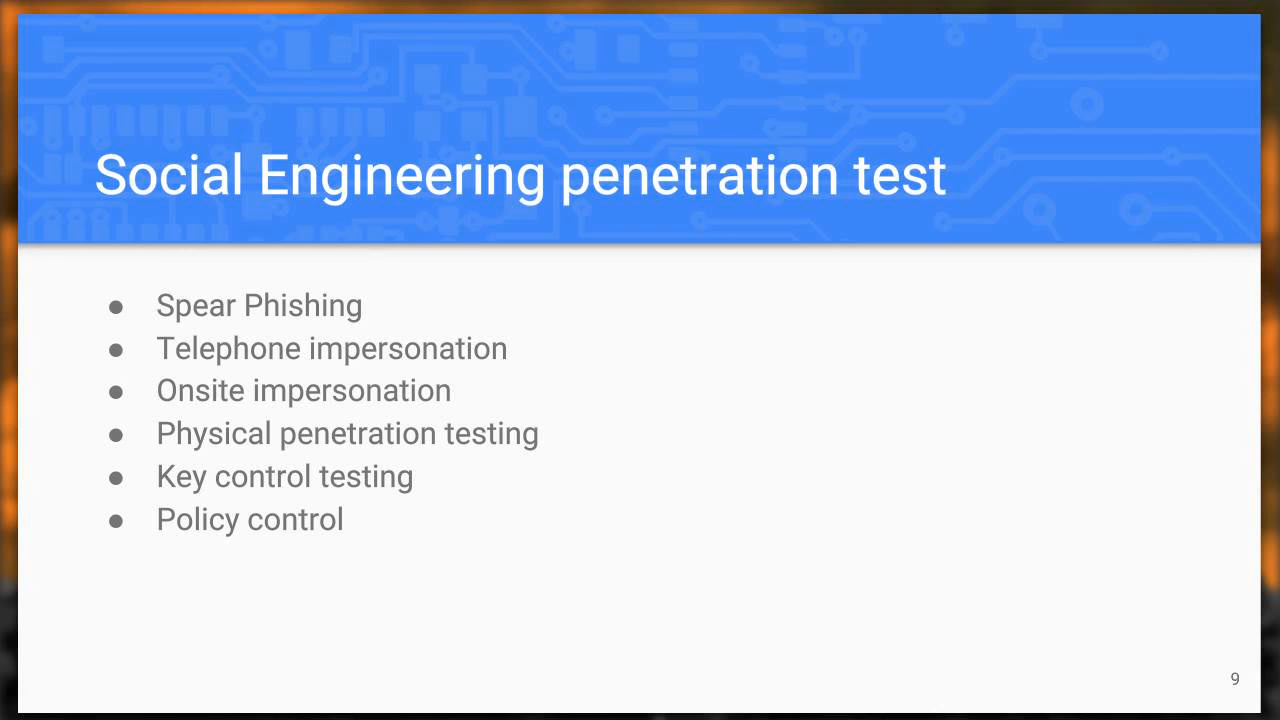 Social Engineering penetration test
● Spear Phishing
● Telephone impersonation
● Onsite impersonation
● Physical penetration testing
● Key control testing
● Policy control
9